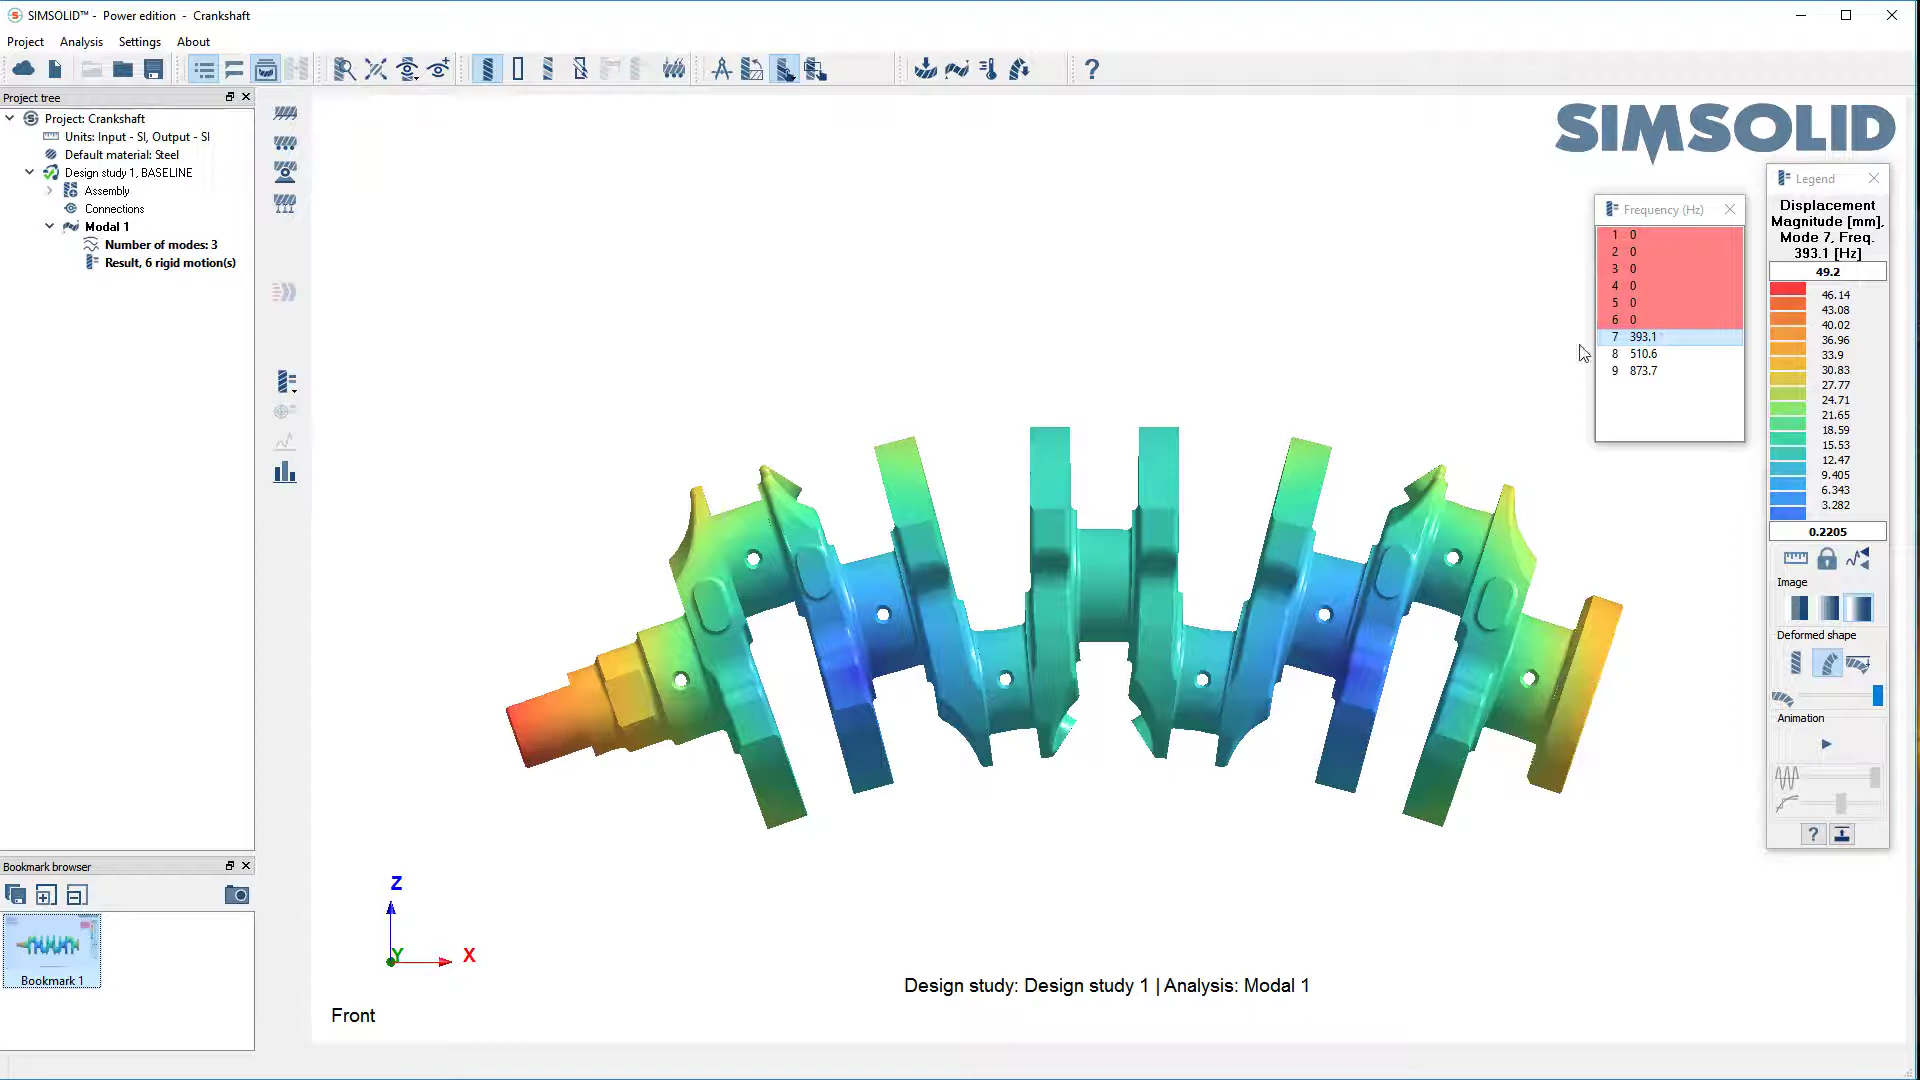 SIMSOLID™ - Power edition - Crankshaft
Project Analysis Settings About
Project tree
Project: Crankshaft
Units: Input - SI, Output - SI
Default material: Steel
Design study 1, BASELINE
Assembly
Connections
Modal 1
Number of modes: 3
Result, 6 rigid motion(s)
Bookmark browser
Bookmark 1
SIMSOLID
Frequency (Hz)
1 0
2 0
3 0
4 0
5 0
6 0
7 393.1
8 510.6
9 873.7
Legend
Displacement
Magnitude [mm],
Mode 7, Freq.
393.1 [Hz]
49.2
46.14
43.08
40.02
36.96
33.9
30.83
27.77
24.71
21.65
18.59
15.53
12.47
9.405
6.343
3.282
0.2205
Image
Deformed shape
Animation
Z
Y
X
Design study: Design study 1 | Analysis: Modal 1
Front